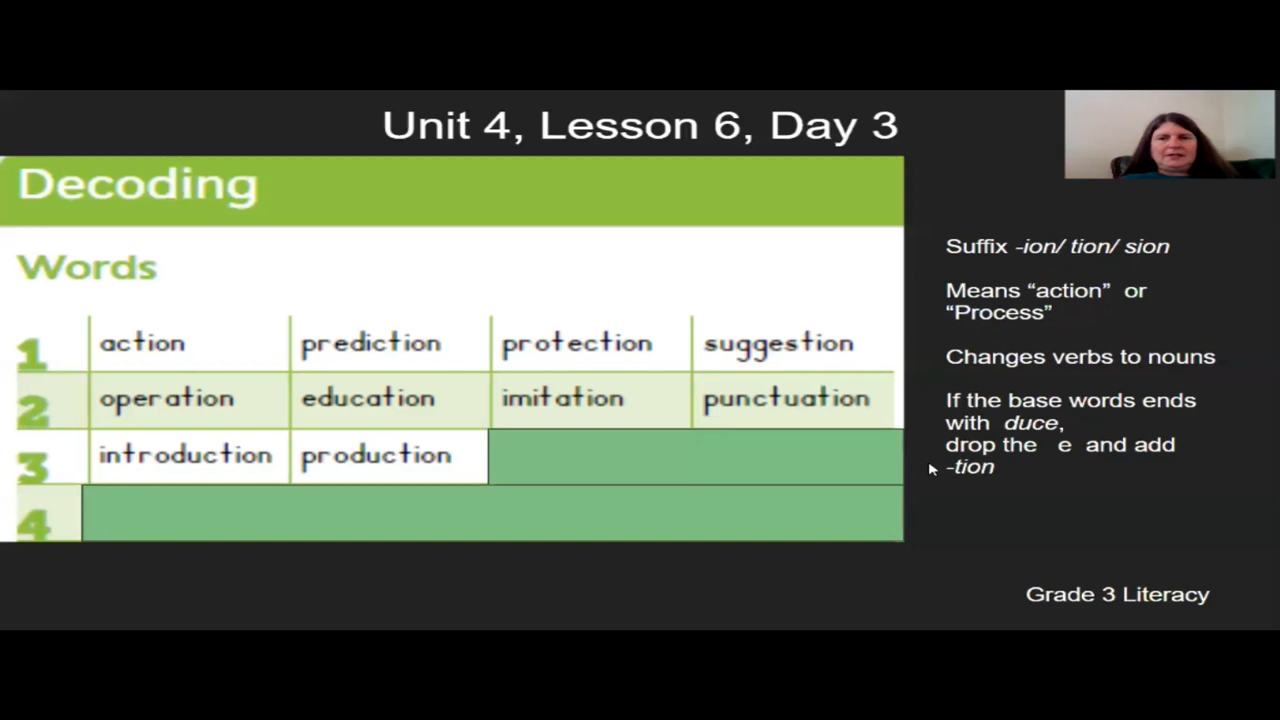 Unit 4, Lesson 6, Day 3
Decoding
Words
1 action prediction protection suggestion
2 operation education imitation punctuation
3 introduction production
4
Suffix -ion/ tion/ sion
Means “action” or
“Process”
Changes verbs to nouns
If the base words ends
with duce,
drop the e and add
-tion
Grade 3 Literacy